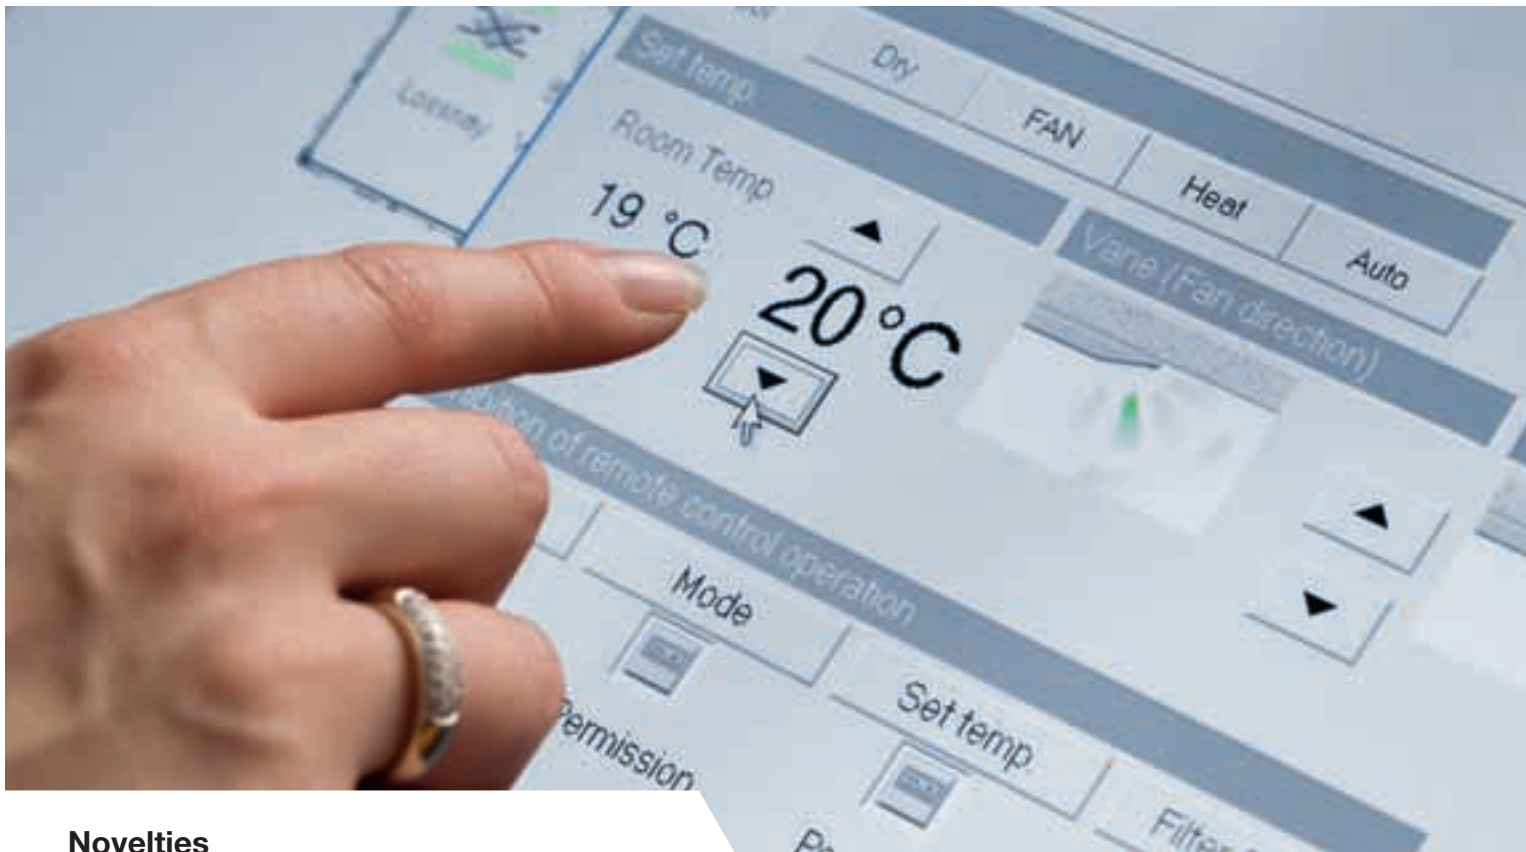 Dry
FAN
Heat
Auto
Set temp
Room Temp
19 °C
20°C
Vane (Fan direction)
Lossnay
of remote control operation
Mode
Set temp
Permission
Filter
Novelties